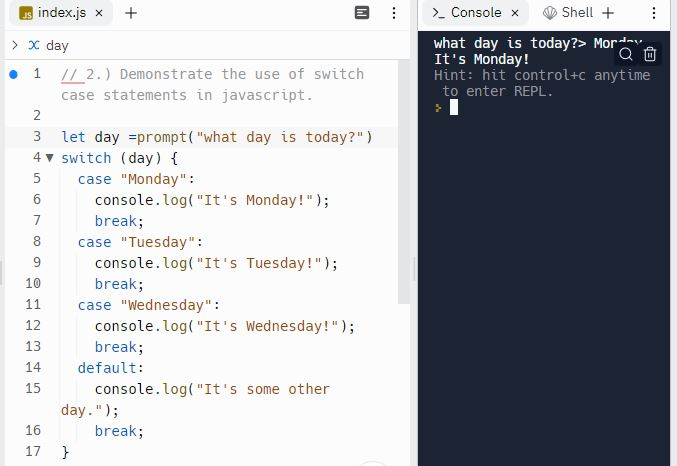 index.js
Console
Shell
day
1 // 2.) Demonstrate the use of switch
case statements in javascript.
2
3 let day =prompt("what day is today?")
4 switch (day) {
5 case "Monday":
6 console.log("It's Monday!");
7 break;
8 case "Tuesday":
9 console.log("It's Tuesday!");
10 break;
11 case "Wednesday":
12 console.log("It's Wednesday!");
13 break;
14 default:
15 console.log("It's some other
day.");
16 break;
17 }
what day is today?> Monday
It's Monday!
Hint: hit control+c anytime
to enter REPL.